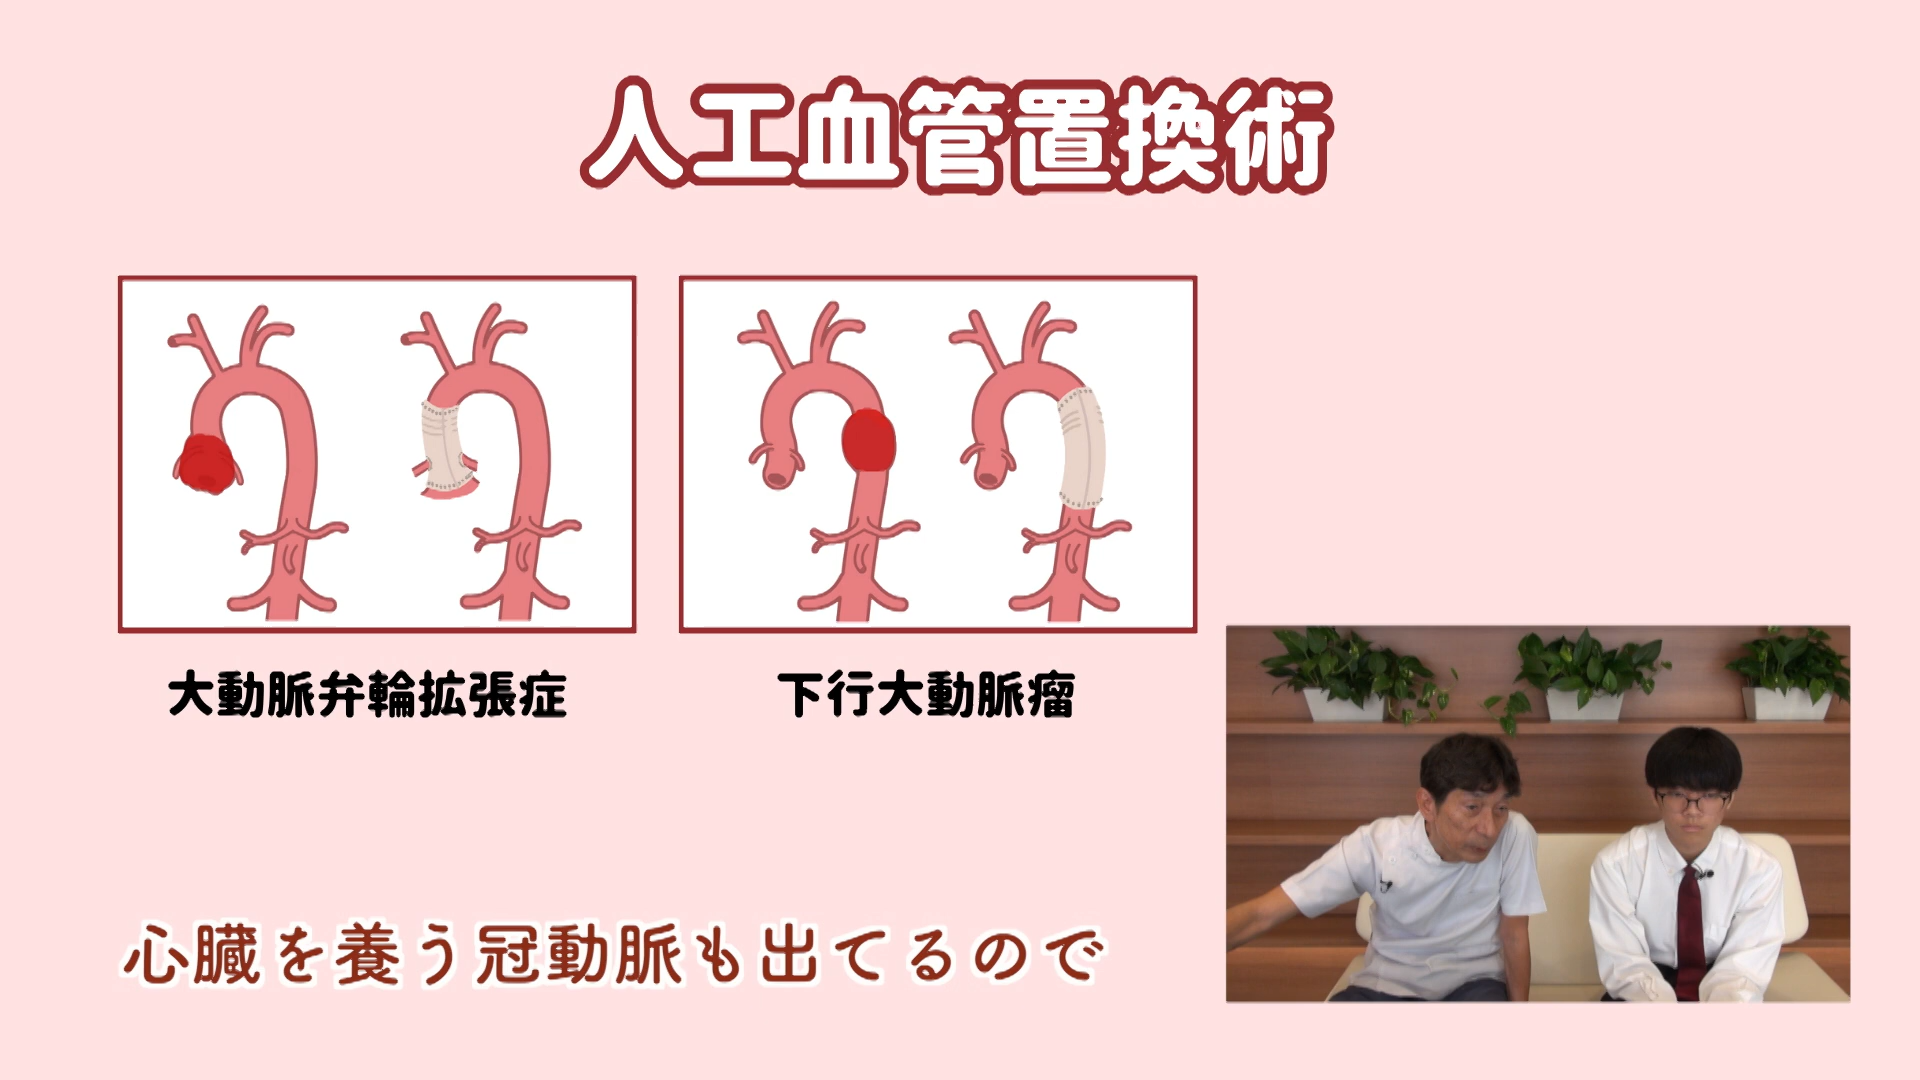 人工血管置換術
大動脈弁輪拡張症
下行大動脈瘤
心臓を養う冠動脈も出てるので